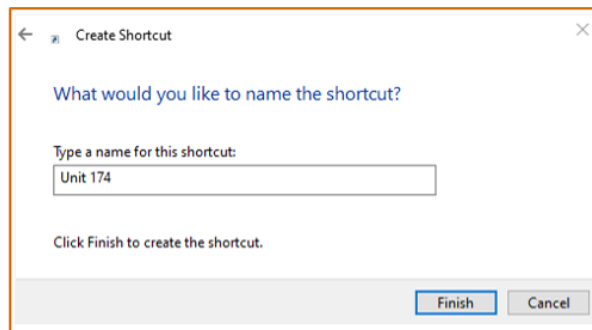 Create Shortcut
What would you like to name the shortcut?
Type a name for this shortcut:
Unit 174
Click Finish to create the shortcut.
Finish Cancel